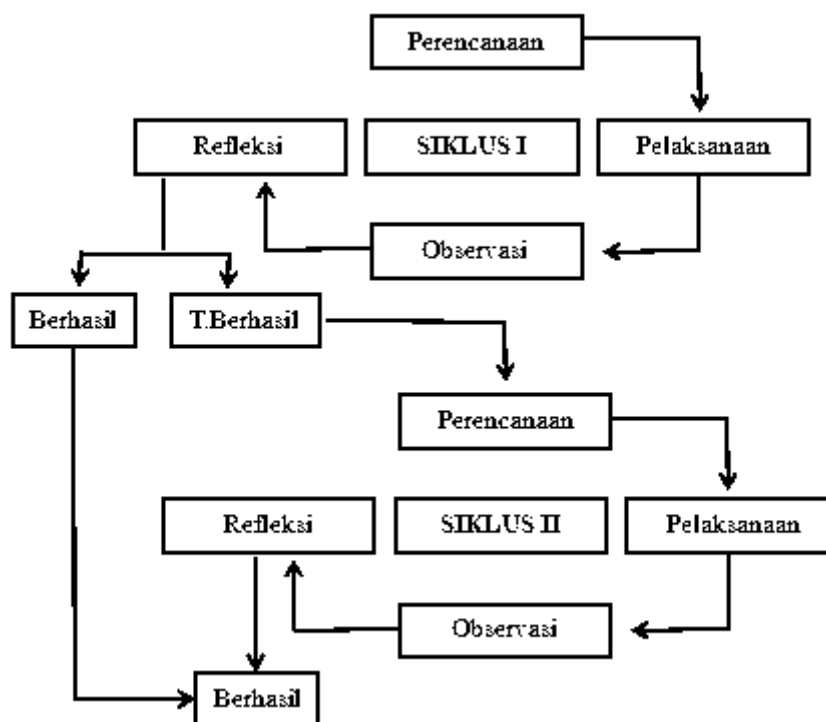 Perencanaan
Refleksi
SIKLUS I
Pelaksanaan
Observasi
Berhasil
T.Berhasil
Perencanaan
Refleksi
SIKLUS II
Pelaksanaan
Observasi
Berhasil